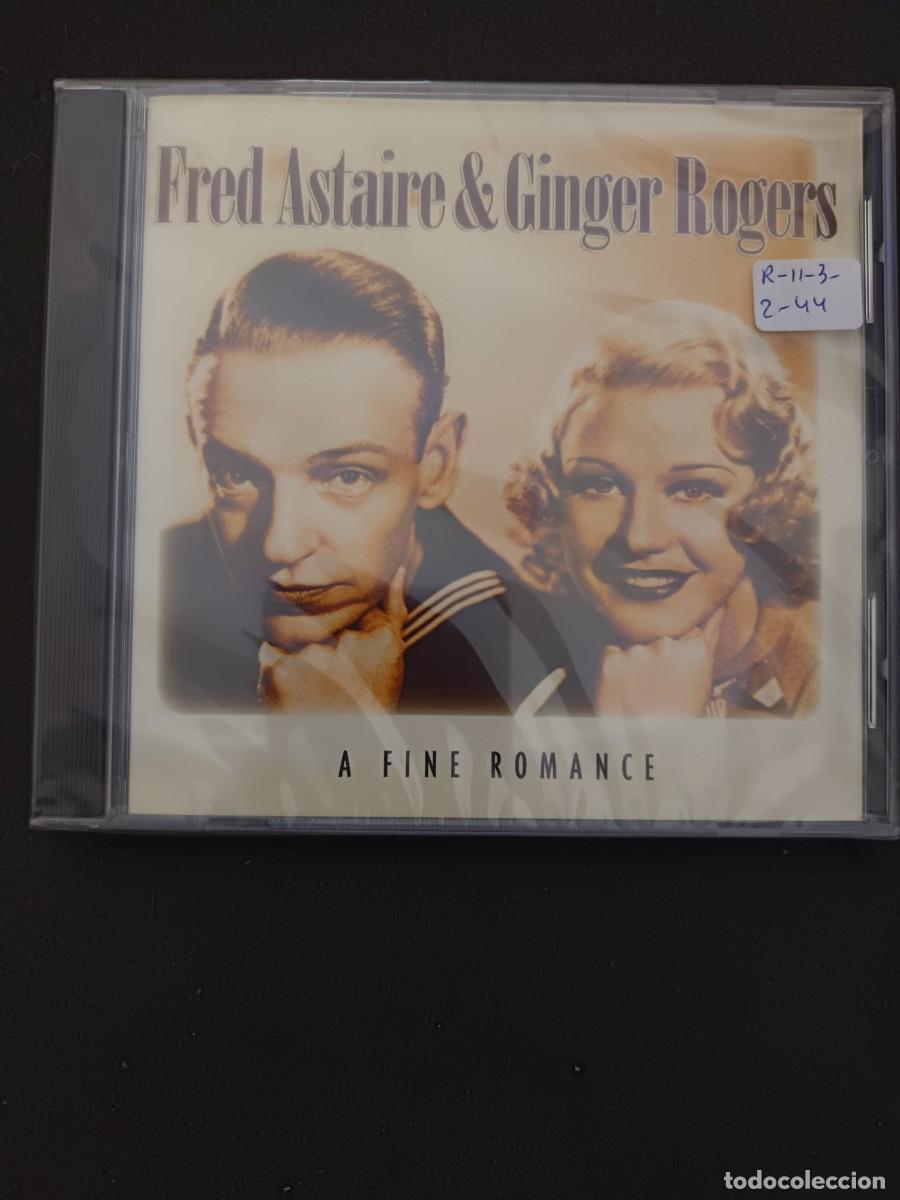 Fred Astaire & Ginger Rogers
R-11-3-
2-44
A FINE ROMANCE
todocoleccion